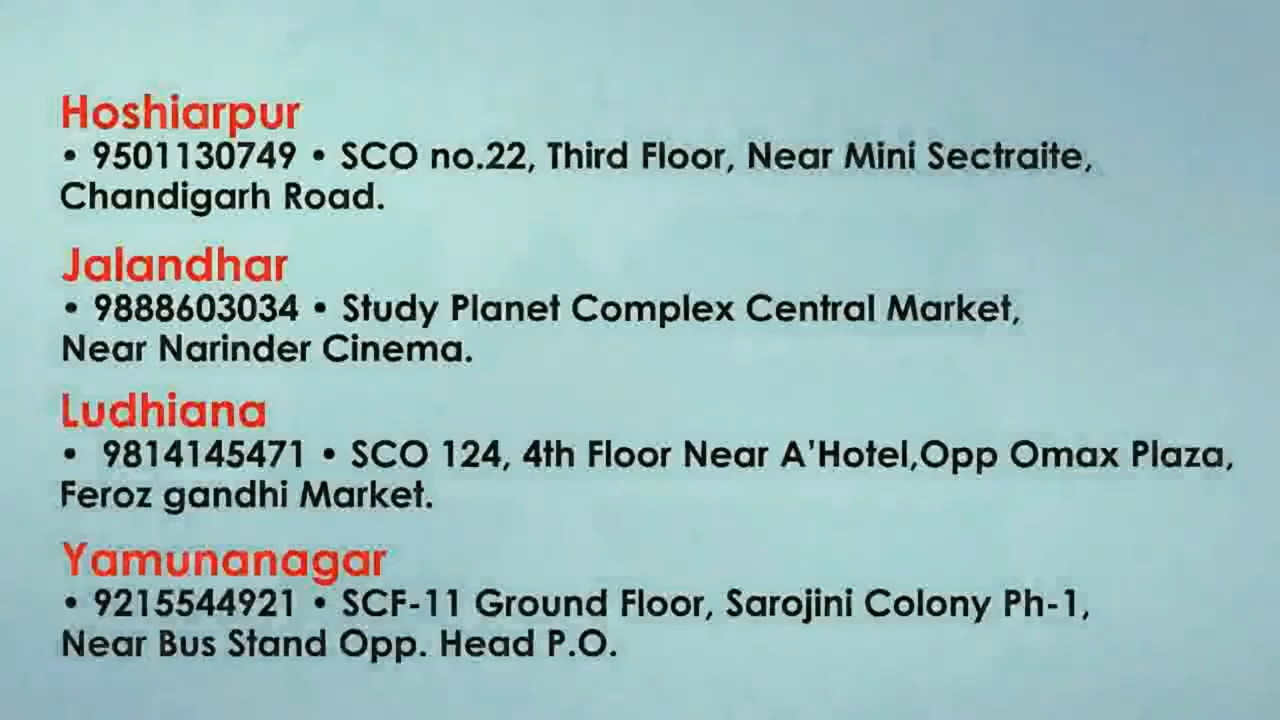 Hoshiarpur
• 9501130749 • SCO no.22, Third Floor, Near Mini Sectraite,
Chandigarh Road.
Jalandhar
• 9888603034 • Study Planet Complex Central Market,
Near Narinder Cinema.
Ludhiana
• 9814145471 • SCO 124, 4th Floor Near A'Hotel,Opp Omax Plaza,
Feroz gandhi Market.
Yamunanagar
• 9215544921 • SCF-11 Ground Floor, Sarojini Colony Ph-1,
Near Bus Stand Opp. Head P.O.